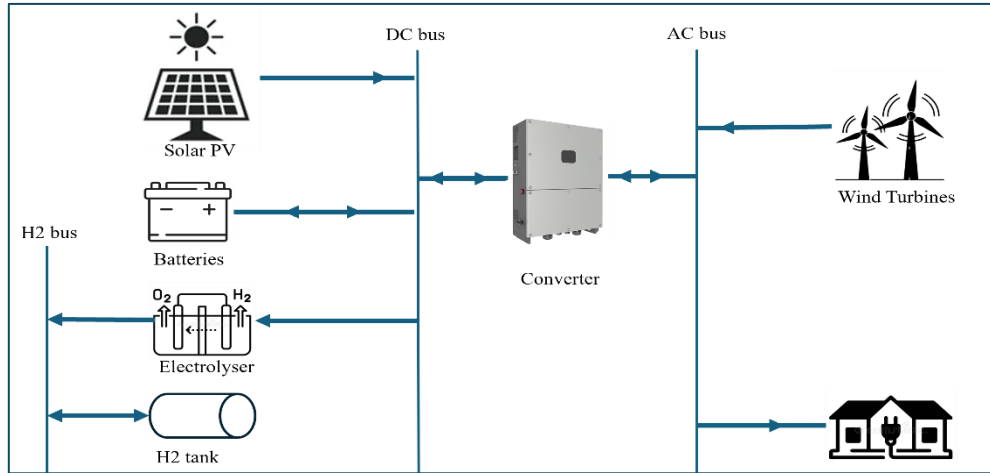 DC bus
AC bus
Solar PV
Wind Turbines
H2 bus
Batteries
Converter
O₂
H₂
Electrolyser
H2 tank